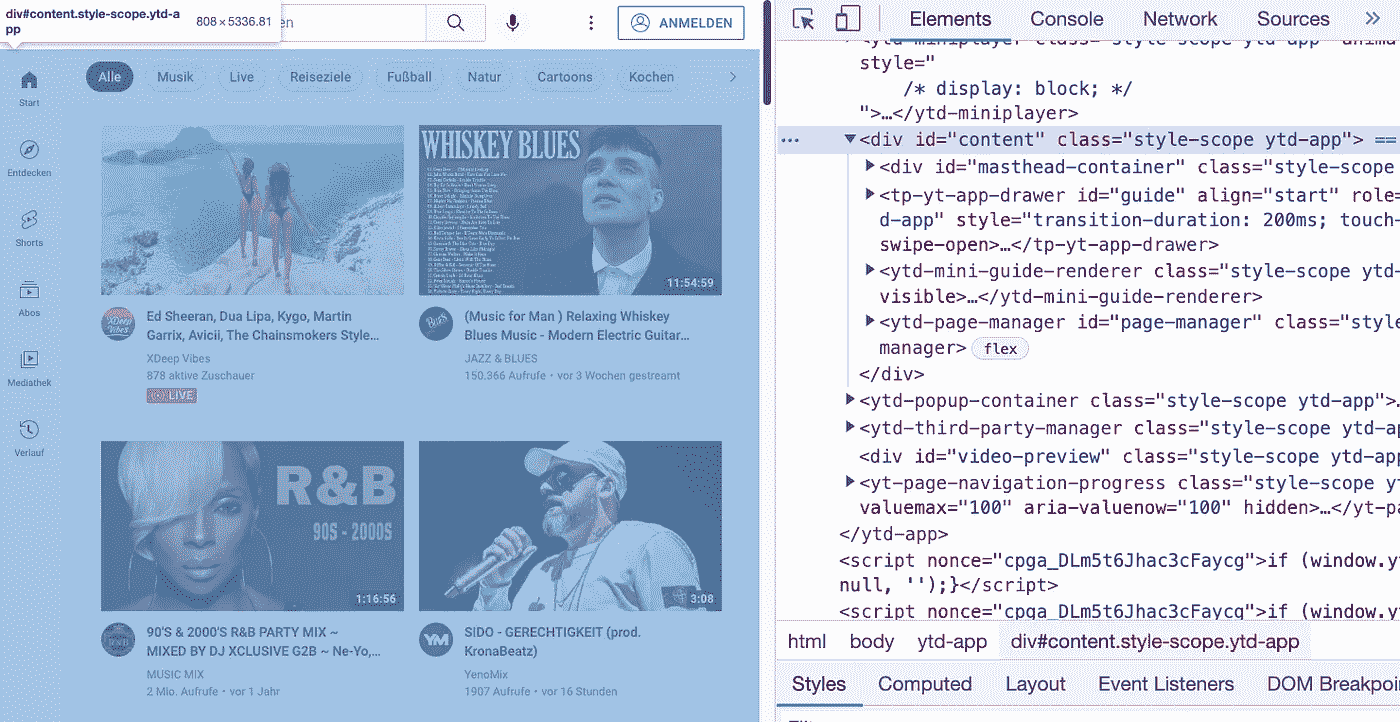 div#content.style-scope.ytd-a
pp
808×5336.81
en
ANMELDEN
Alle
Musik
Live
Reiseziele
Fußball
Natur
Cartoons
Kochen
Start
Entdecken
Shorts
Abos
Mediathek
Verlauf
WHISKEY BLUES
11:54:59
XDeep
Vibes
Ed Sheeran, Dua Lipa, Kygo, Martin
Garrix, Avicii, The Chainsmokers Style...
XDeep Vibes
878 aktive Zuschauer
LIVE
BLUES
(Music for Man ) Relaxing Whiskey
Blues Music - Modern Electric Guitar...
JAZZ & BLUES
150.366 Aufrufe • vor 3 Wochen gestreamt
R&B
90S - 2000S
1:16:56
3:08
90'S & 2000'S R&B PARTY MIX ~
MIXED BY DJ XCLUSIVE G2B ~ Ne-Yo,...
MUSIC MIX
2 Mio. Aufrufe • vor 1 Jahr
YM
SIDO - GERECHTIGKEIT (prod.
KronaBeatz)
YenoMix
1907 Aufrufe • vor 16 Stunden
Elements
Console
Network
Sources
<ytd-miniplayer class="style-scope ytd-app" anima
style="
/* display: block; */
">…</ytd-miniplayer>
<div id="content" class="style-scope ytd-app"> ==
<div id="masthead-container" class="style-scope
<tp-yt-app-drawer id="guide" align="start" role=
d-app" style="transition-duration: 200ms; touch-
swipe-open>…</tp-yt-app-drawer>
<ytd-mini-guide-renderer class="style-scope ytd-
visible>…</ytd-mini-guide-renderer>
<ytd-page-manager id="page-manager" class="style
manager> flex
</div>
<ytd-popup-container class="style-scope ytd-app">…
<ytd-third-party-manager class="style-scope ytd-ap
<div id="video-preview" class="style-scope ytd-app
<yt-page-navigation-progress class="style-scope yt
valuemax="100" aria-valuenow="100" hidden>…</yt-pa
</ytd-app>
<script nonce="cpga_DLm5t6Jhac3cFaycg">if (window.yt
null, '');}</script>
<script nonce="cpga_DLm5t6Jhac3cFaycg">if (window.yt
html
body
ytd-app
div#content.style-scope.ytd-app
Styles
Computed
Layout
Event Listeners
DOM Breakpoin